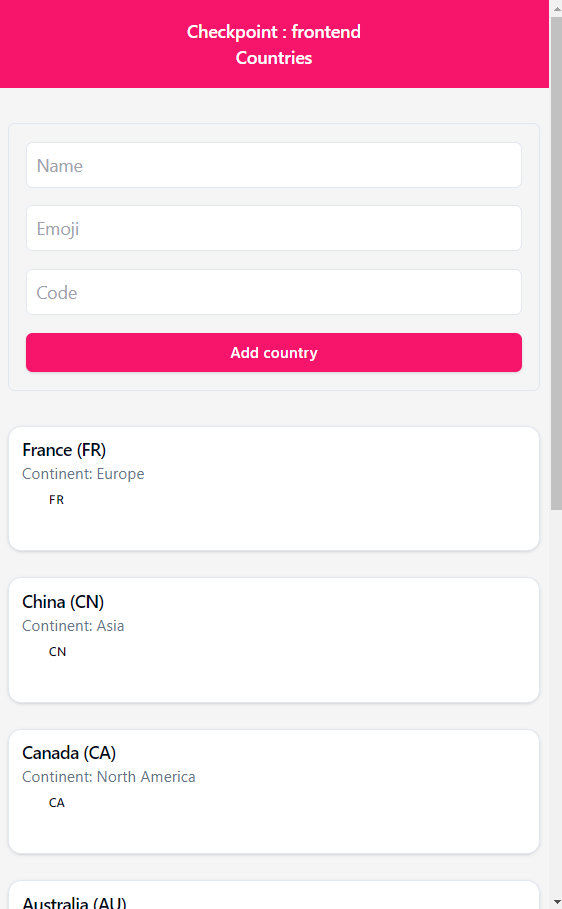 Checkpoint : frontend
Countries
Name
Emoji
Code
Add country
France (FR)
Continent: Europe
FR
China (CN)
Continent: Asia
CN
Canada (CA)
Continent: North America
CA
Australia (AU)